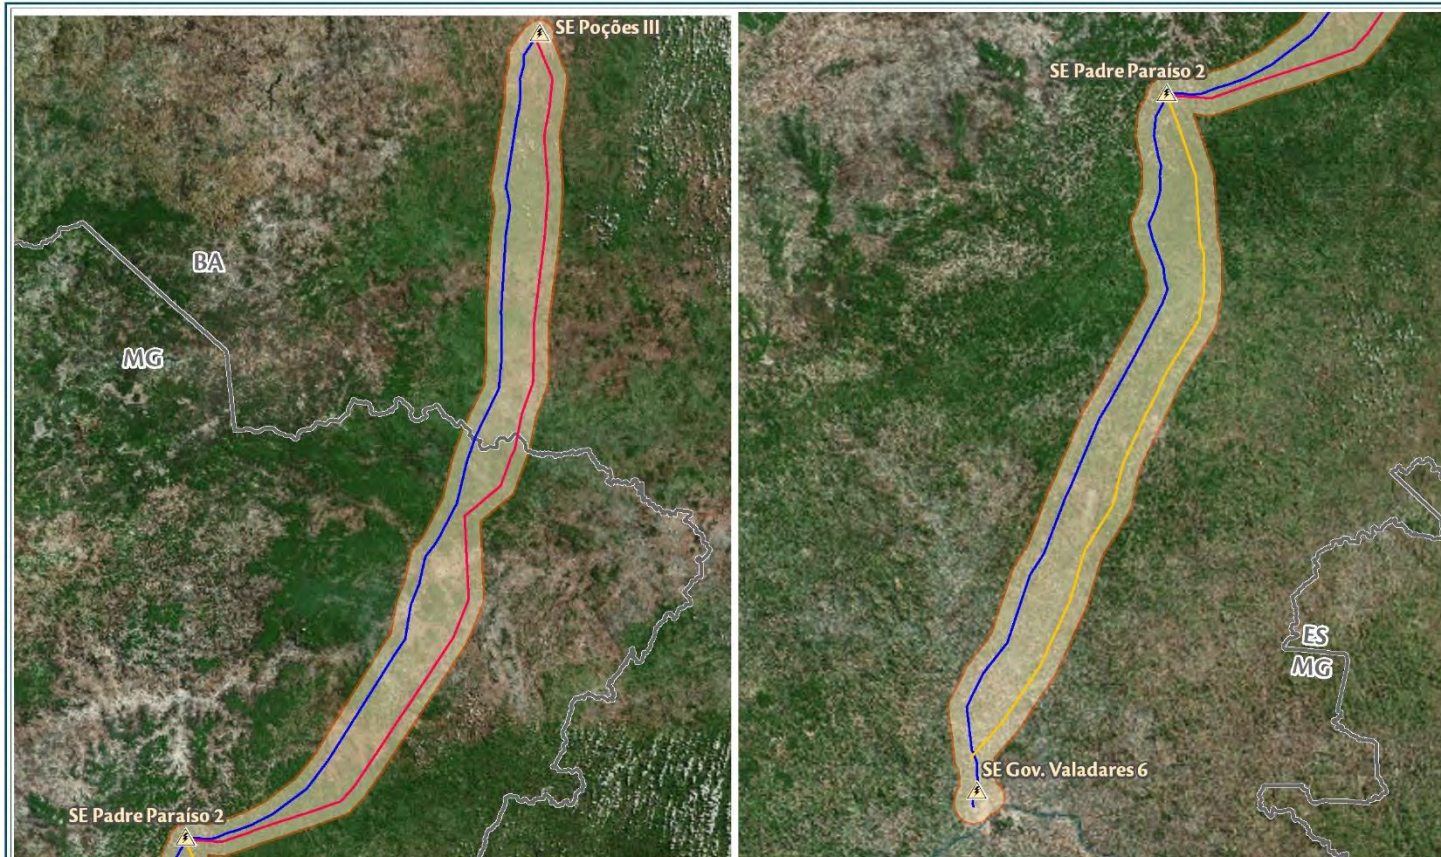 SE Poções III
BA
MG
SE Padre Paraíso 2
SE Padre Paraíso 2
ES
MG
SE Gov. Valadares 6